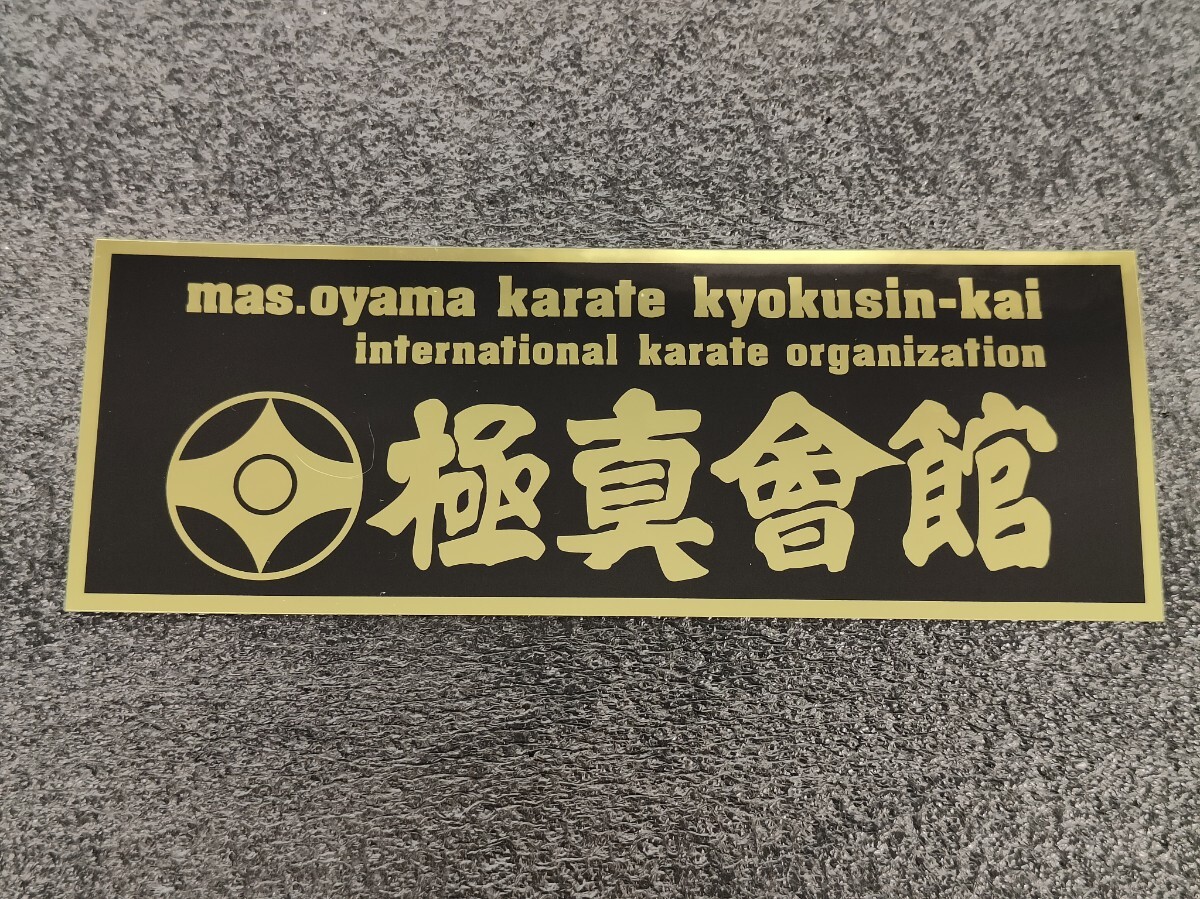 mas.oyama karate kyokusin-kai
international karate organization
極真會館